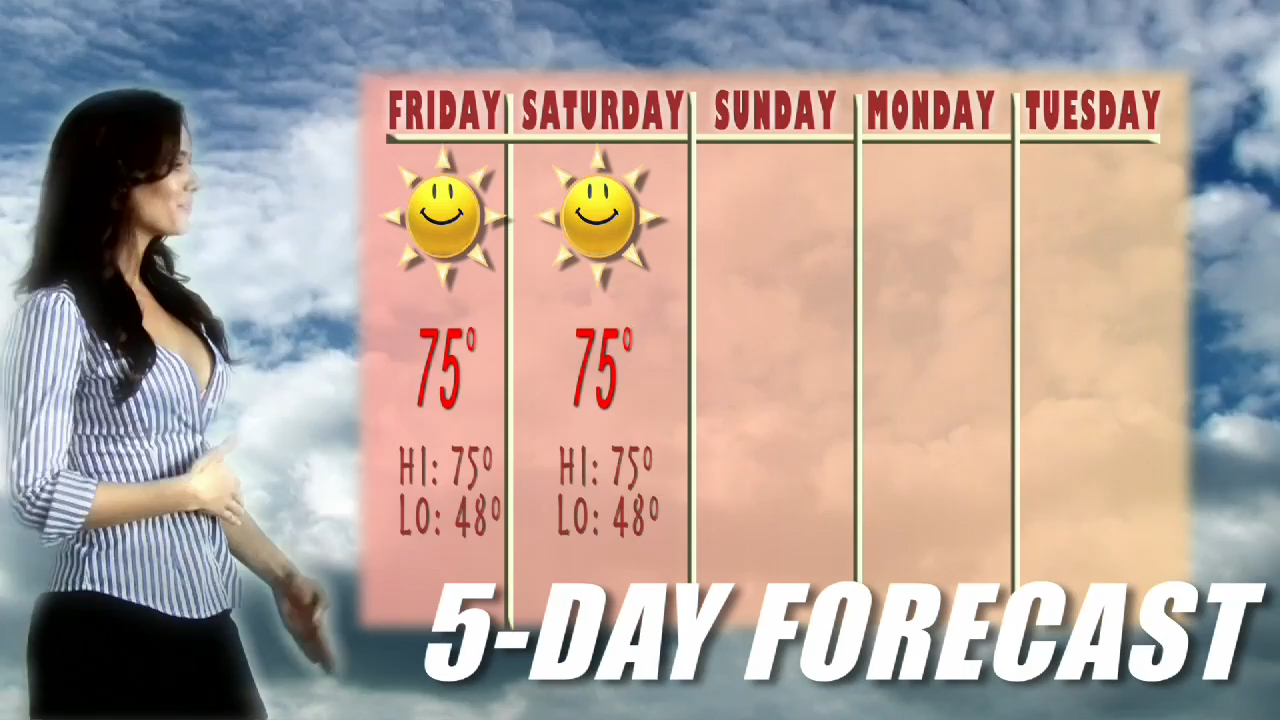 FRIDAY SATURDAY SUNDAY MONDAY TUESDAY
75° 75°
HI: 75° HI: 75°
LO: 48° LO: 48°
5-DAY FORECAST